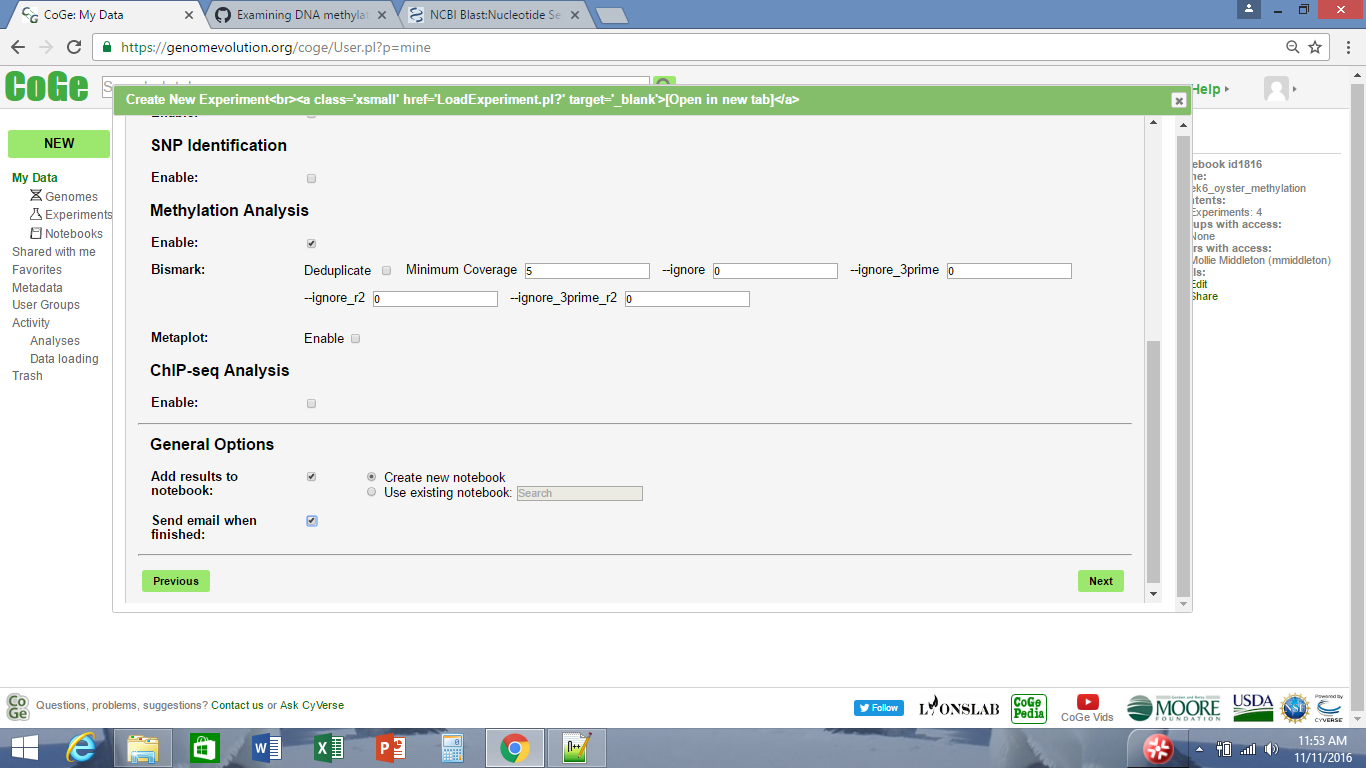 CoGe: My Data
Examining DNA methylat
NCBI Blast:Nucleotide Se
https://genomevolution.org/coge/User.pl?p=mine
CoGe
Help
Create New Experiment<br><a class='xsmall' href='LoadExperiment.pl?' target='_blank'>[Open in new tab]</a>
NEW
My Data
Genomes
Experiments
Notebooks
Shared with me
Favorites
Metadata
User Groups
Activity
Analyses
Data loading
Trash
Enable:
SNP Identification
Enable:
Methylation Analysis
Enable:
Bismark: Deduplicate Minimum Coverage 5 --ignore 0 --ignore_3prime 0
--ignore_r2 0 --ignore_3prime_r2 0
Metaplot: Enable
ChIP-seq Analysis
Enable:
General Options
Add results to notebook:
Create new notebook
Use existing notebook: Search
Send email when
finished:
Previous Next
ebook id1816
ne:
ek6_oyster_methylation
ntents:
Experiments: 4
ups with access:
None
rs with access:
Mollie Middleton (mmiddleton)
ls:
Edit
Share
Co
Ge
Questions, problems, suggestions? Contact us or Ask CyVerse
Follow
LYONSLAB
CoGe
Pedia
CoGe Vids
MOORE
FOUNDATION
USDA
NSF
Powered by
CYVERSE
11:53 AM
11/11/2016